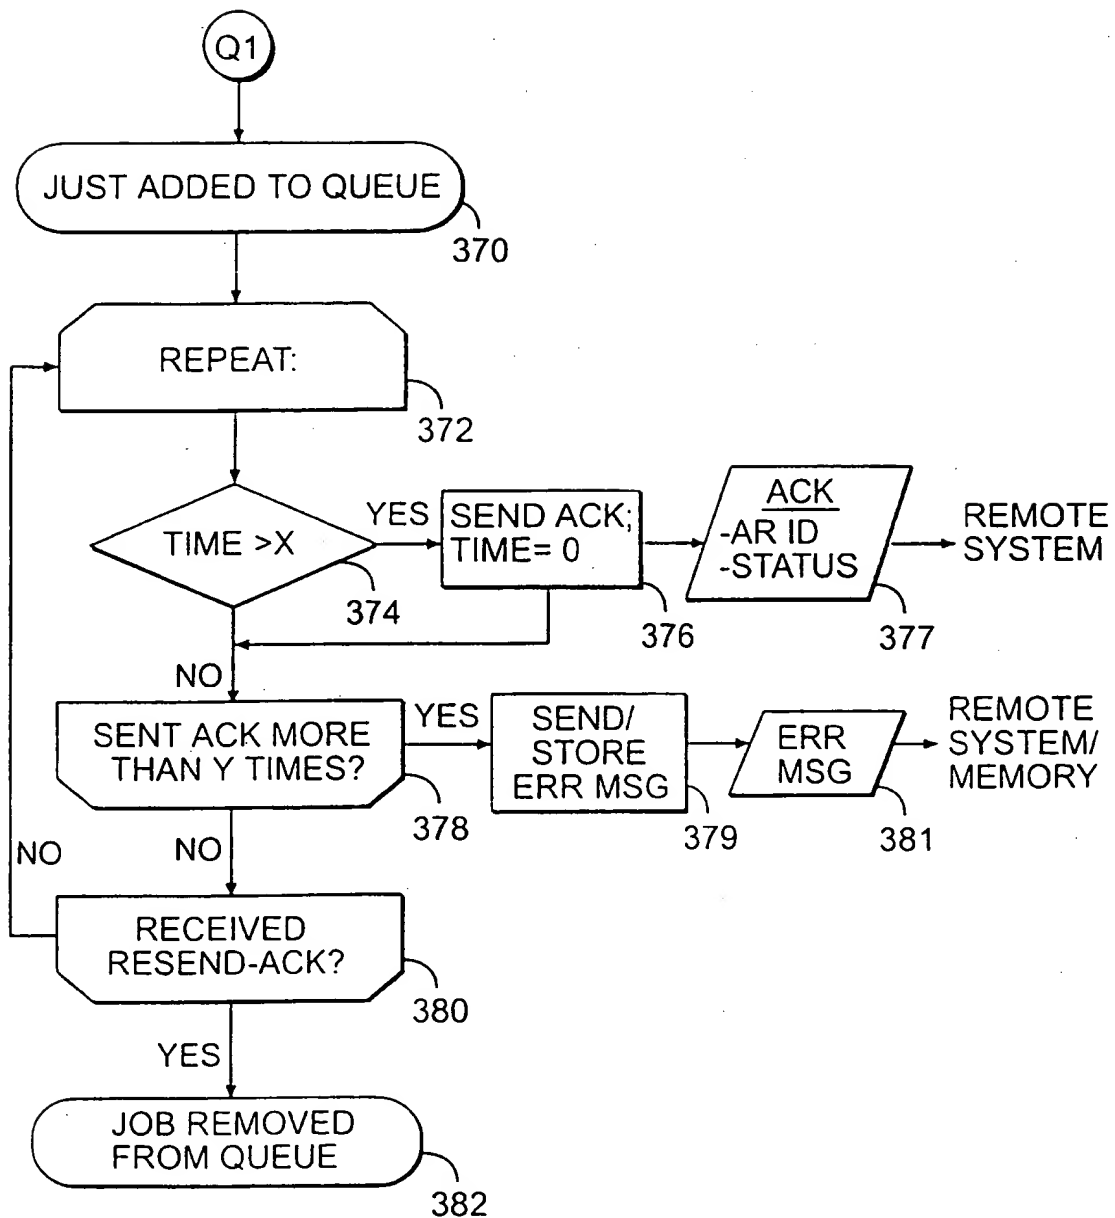 Q1
JUST ADDED TO QUEUE
370
REPEAT:
372
TIME >X
374
YES
SEND ACK;
TIME= 0
376
ACK
-AR ID
-STATUS
377
REMOTE
SYSTEM
NO
SENT ACK MORE
THAN Y TIMES?
378
YES
SEND/
STORE
ERR MSG
379
ERR
MSG
381
REMOTE
SYSTEM/
MEMORY
NO
NO
RECEIVED
RESEND-ACK?
380
YES
JOB REMOVED
FROM QUEUE
382